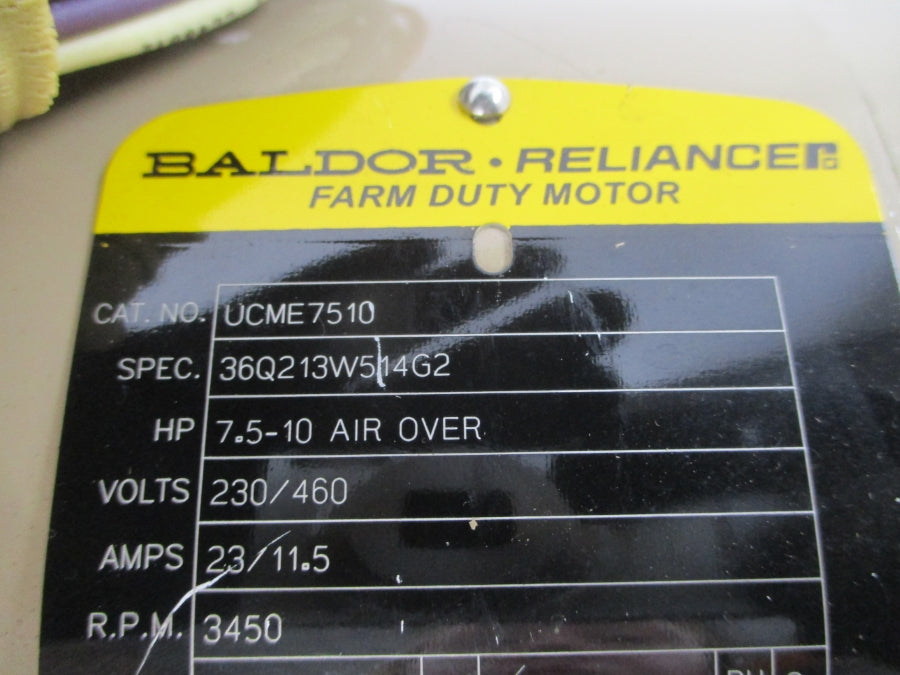 BALDOR • RELIANCE
FARM DUTY MOTOR
CAT. NO. UCME7510
SPEC. 36Q213W514G2
HP 7.5-10 AIR OVER
VOLTS 230/460
AMPS 23/11.5
R.P.M. 3450